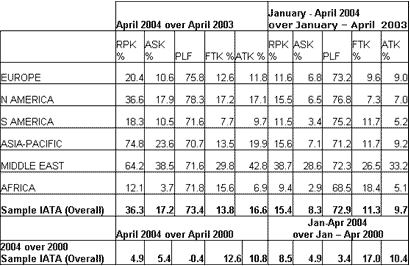 April 2004 over April 2003 January - April 2004 over January – April 2003
RPK % ASK % PLF FTK % ATK % RPK % ASK % PLF FTK % ATK %
EUROPE 20.4 10.6 75.8 12.6 11.8 11.6 6.8 73.2 9.6 9.0
N AMERICA 36.6 17.9 78.3 17.2 17.1 15.5 6.5 76.8 7.3 7.0
S AMERICA 18.3 10.5 71.6 7.7 9.7 11.5 3.4 75.2 11.7 5.2
ASIA-PACIFIC 74.8 23.6 70.7 13.5 19.9 15.6 7.1 71.2 11.7 9.2
MIDDLE EAST 64.2 38.5 71.6 29.8 42.8 38.7 28.6 72.3 26.5 33.2
AFRICA 12.1 3.7 71.8 15.6 6.9 9.4 2.9 68.5 18.4 5.1
Sample IATA (Overall) 36.3 17.2 73.4 13.8 16.6 15.4 8.3 72.9 11.3 9.7
April 2004 over April 2000 Jan-Apr 2004 over Jan – Apr 2000
2004 over 2000
Sample IATA (Overall) 4.9 5.4 -0.4 12.6 10.8 8.5 4.9 3.4 17.0 10.4